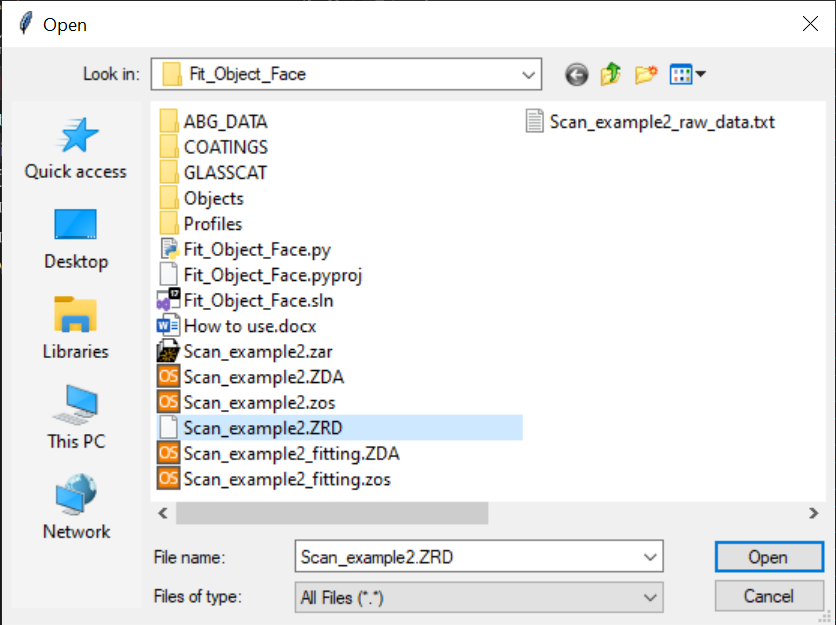 Open
Look in:
Fit_Object_Face
Quick access
Desktop
Libraries
This PC
Network
ABG_DATA
COATINGS
GLASSCAT
Objects
Profiles
Fit_Object_Face.py
Fit_Object_Face.pyproj
Fit_Object_Face.sln
How to use.docx
Scan_example2.zar
Scan_example2.ZDA
Scan_example2.zos
Scan_example2.ZRD
Scan_example2_fitting.ZDA
Scan_example2_fitting.zos
Scan_example2_raw_data.txt
File name:
Scan_example2.ZRD
Open
Files of type:
All Files (*.*)
Cancel